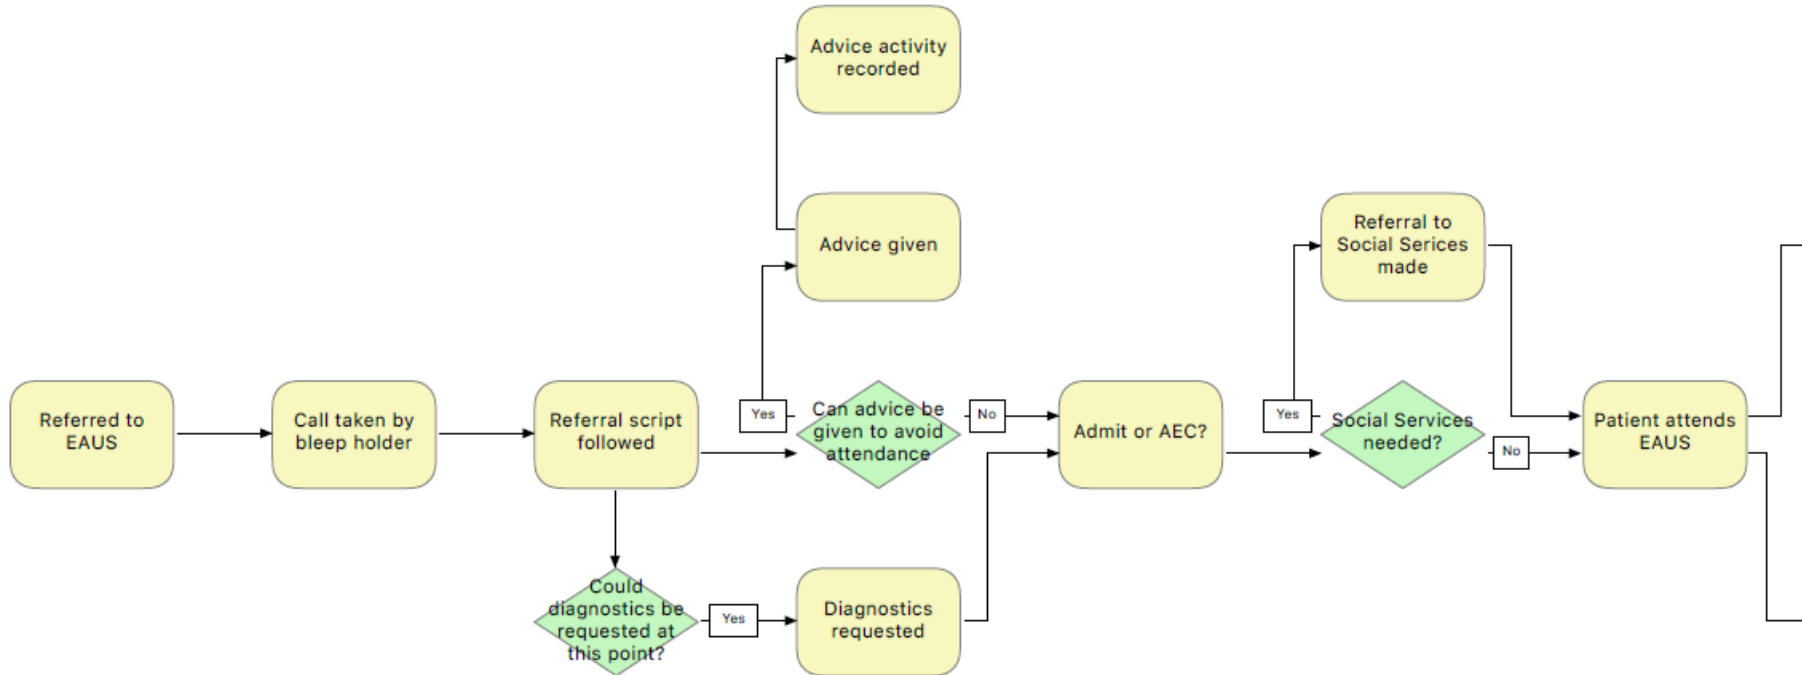 Advice activity
recorded
Advice given
Referral to
Social Serices
made
Referred to
EAUS
Call taken by
bleep holder
Referral script
followed
Yes
Can advice be
given to avoid
attendance
No
Admit or AEC?
Yes
Social Services
needed?
No
Patient attends
EAUS
Could
diagnostics be
requested at
this point?
Yes
Diagnostics
requested